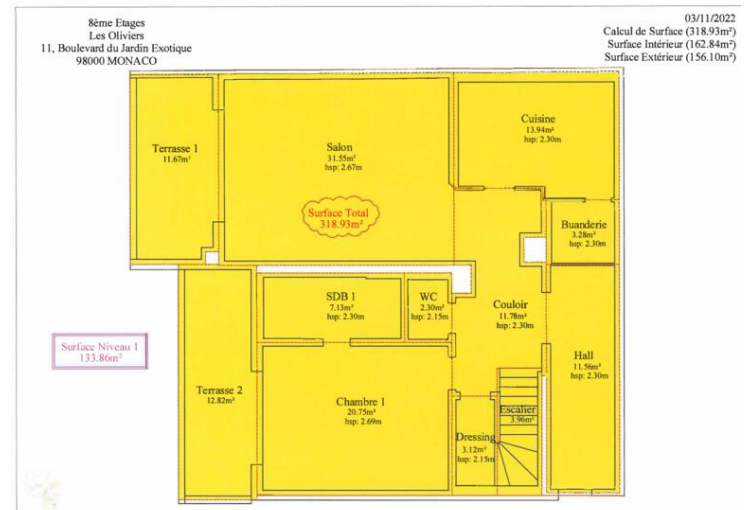 8ème Etages
Les Oliviers
11, Boulevard du Jardin Exotique
98000 MONACO
03/11/2022
Calcul de Surface (318.93m²)
Surface Intérieur (162.84m²)
Surface Extérieur (156.10m²)
Terrasse 1
11.67m²
Salon
31.55m²
hsp: 2.67m
Cuisine
13.94m²
hsp: 2.30m
Surface Total
318.93m²
Buanderie
3.28m²
hsp: 2.30m
SDB 1
7.13m²
hsp: 2.30m
WC
2.30m²
hsp: 2.15m
Couloir
11.78m²
hsp: 2.30m
Surface Niveau 1
133.86m²
Hall
11.56m²
hsp: 2.30m
Terrasse 2
12.82m²
Chambre 1
20.75m²
hsp: 2.69m
Escalier
3.96m²
Dressing
3.12m²
hsp: 2.15m